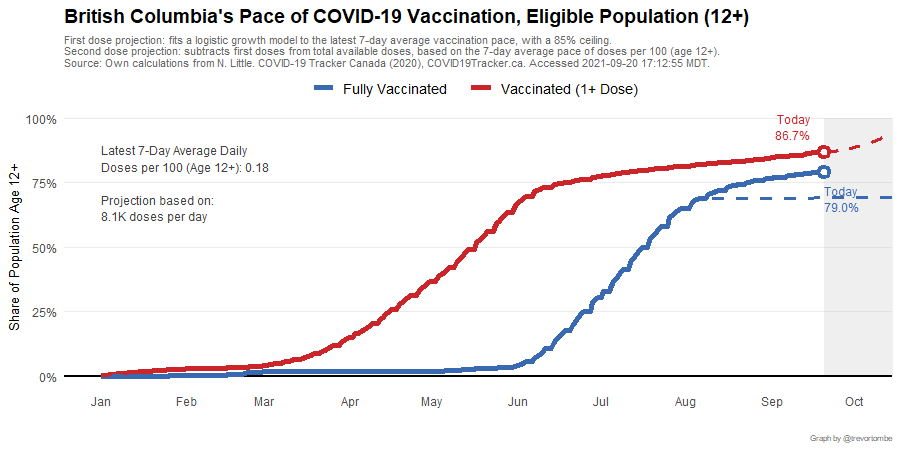 British Columbia's Pace of COVID-19 Vaccination, Eligible Population (12+)
First dose projection: fits a logistic growth model to the latest 7-day average vaccination pace, with a 85% ceiling.
Second dose projection: subtracts first doses from total available doses, based on the 7-day average pace of doses per 100 (age 12+).
Source: Own calculations from N. Little. COVID-19 Tracker Canada (2020), COVID19Tracker.ca. Accessed 2021-09-20 17:12:55 MDT.
Fully Vaccinated
Vaccinated (1+ Dose)
Share of Population Age 12+
100%
75%
50%
25%
0%
Latest 7-Day Average Daily
Doses per 100 (Age 12+): 0.18
Projection based on:
8.1K doses per day
Today
86.7%
Today
79.0%
Jan Feb Mar Apr May Jun Jul Aug Sep Oct
Graph by @trevortombe